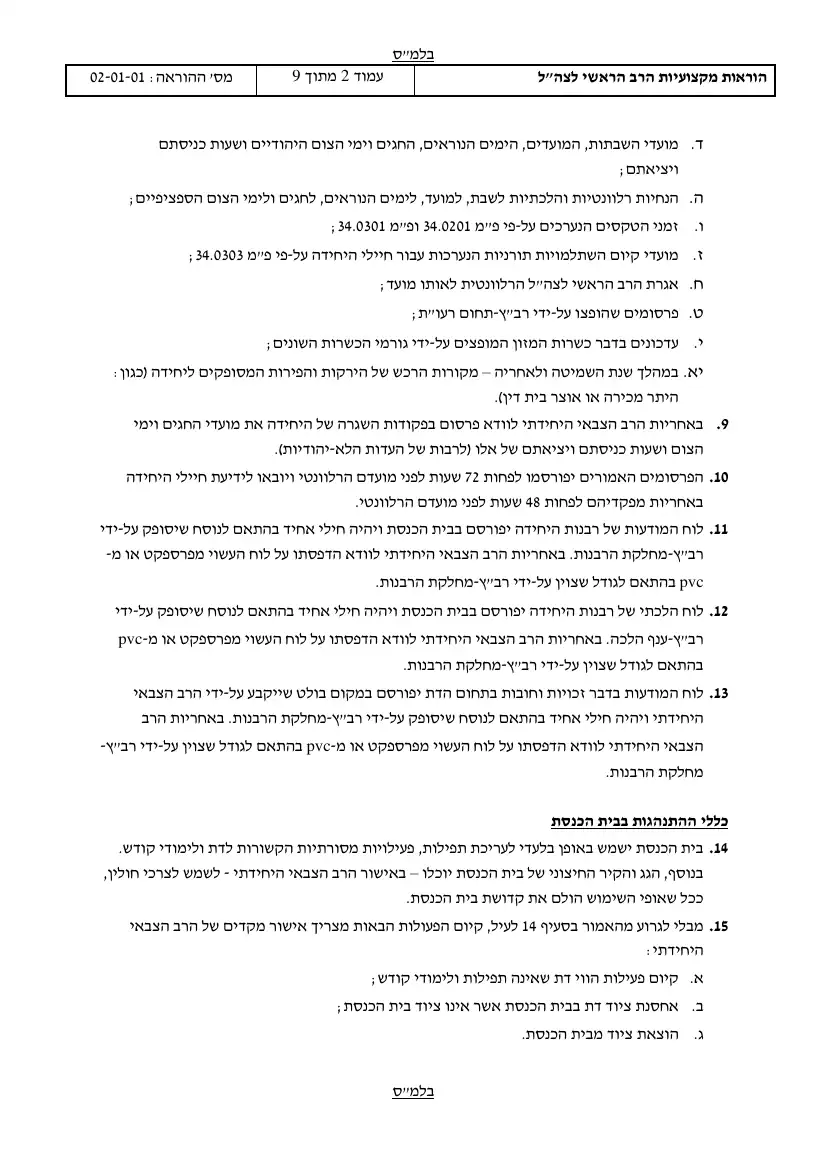 בלמ״ס
הוראות מקצועיות הרב הראשי לצה״ל עמוד 2 מתוך 9 מס׳ ההוראה: 02-01-01
ד. מועדי השבתות, המועדים, הימים הנוראים, החגים וימי הצום היהודיים ושעות כניסתם
ויציאתם;
ה. הנחיות רלוונטיות והלכתיות לשבת, למועד, לימים הנוראים, לחגים ולימי הצום הספציפיים;
ו. זמני הטקסים הנערכים על-פי פ״מ 34.0201 ופ״מ 34.0301;
ז. מועדי קיום השתלמויות תורניות הנערכות עבור חיילי היחידה על-פי פ״מ 34.0303;
ח. אגרת הרב הראשי לצה״ל הרלוונטית לאותו מועד;
ט. פרסומים שהופצו על-ידי רב״ץ-תחום רעו״ת;
י. עדכונים בדבר כשרות המזון המופצים על-ידי גורמי הכשרות השונים;
יא. במהלך שנת השמיטה ולאחריה – מקורות הרכש של הירקות והפירות המסופקים ליחידה (כגון:
היתר מכירה או אוצר בית דין).
9. באחריות הרב הצבאי היחידתי לוודא פרסום בפקודות השגרה של היחידה את מועדי החגים וימי
הצום ושעות כניסתם ויציאתם של אלו (לרבות של העדות הלא-יהודיות).
10. הפרסומים האמורים יפורסמו לפחות 72 שעות לפני מועדם הרלוונטי ויובאו לידיעת חיילי היחידה
באחריות מפקדיהם לפחות 48 שעות לפני מועדם הרלוונטי.
11. לוח המודעות של רבנות היחידה יפורסם בבית הכנסת ויהיה חילי אחיד בהתאם לנוסח שיסופק על-ידי
רב״ץ-מחלקת הרבנות. באחריות הרב הצבאי היחידתי לוודא הדפסתו על לוח העשוי מפרספקט או מ-
pvc בהתאם לגודל שצוין על-ידי רב״ץ-מחלקת הרבנות.
12. לוח הלכתי של רבנות היחידה יפורסם בבית הכנסת ויהיה חילי אחיד בהתאם לנוסח שיסופק על-ידי
רב״ץ-ענף הלכה. באחריות הרב הצבאי היחידתי לוודא הדפסתו על לוח העשוי מפרספקט או מ-pvc
בהתאם לגודל שצוין על-ידי רב״ץ-מחלקת הרבנות.
13. לוח המודעות בדבר זכויות וחובות בתחום הדת יפורסם במקום בולט שייקבע על-ידי הרב הצבאי
היחידתי ויהיה חילי אחיד בהתאם לנוסח שיסופק על-ידי רב״ץ-מחלקת הרבנות. באחריות הרב
הצבאי היחידתי לוודא הדפסתו על לוח העשוי מפרספקט או מ-pvc בהתאם לגודל שצוין על-ידי רב״ץ-
מחלקת הרבנות.
כללי ההתנהגות בבית הכנסת
14. בית הכנסת ישמש באופן בלעדי לעריכת תפילות, פעילויות מסורתיות הקשורות לדת ולימודי קודש.
בנוסף, הגג והקיר החיצוני של בית הכנסת יוכלו – באישור הרב הצבאי היחידתי - לשמש לצרכי חולין,
ככל שאופי השימוש הולם את קדושת בית הכנסת.
15. מבלי לגרוע מהאמור בסעיף 14 לעיל, קיום הפעולות הבאות מצריך אישור מקדים של הרב הצבאי
היחידתי:
א. קיום פעילות הווי דת שאינה תפילות ולימודי קודש;
ב. אחסנת ציוד דת בבית הכנסת אשר אינו ציוד בית הכנסת;
ג. הוצאת ציוד מבית הכנסת.
בלמ״ס